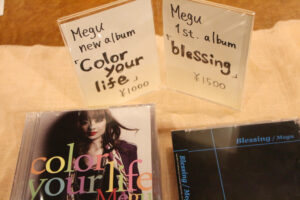 Megu
new album
「Color
your
life」
¥1000
Megu
1st. album
「blessing」
¥1500
color
your life
Megu
Blessing / Megu
Blessing / Megu